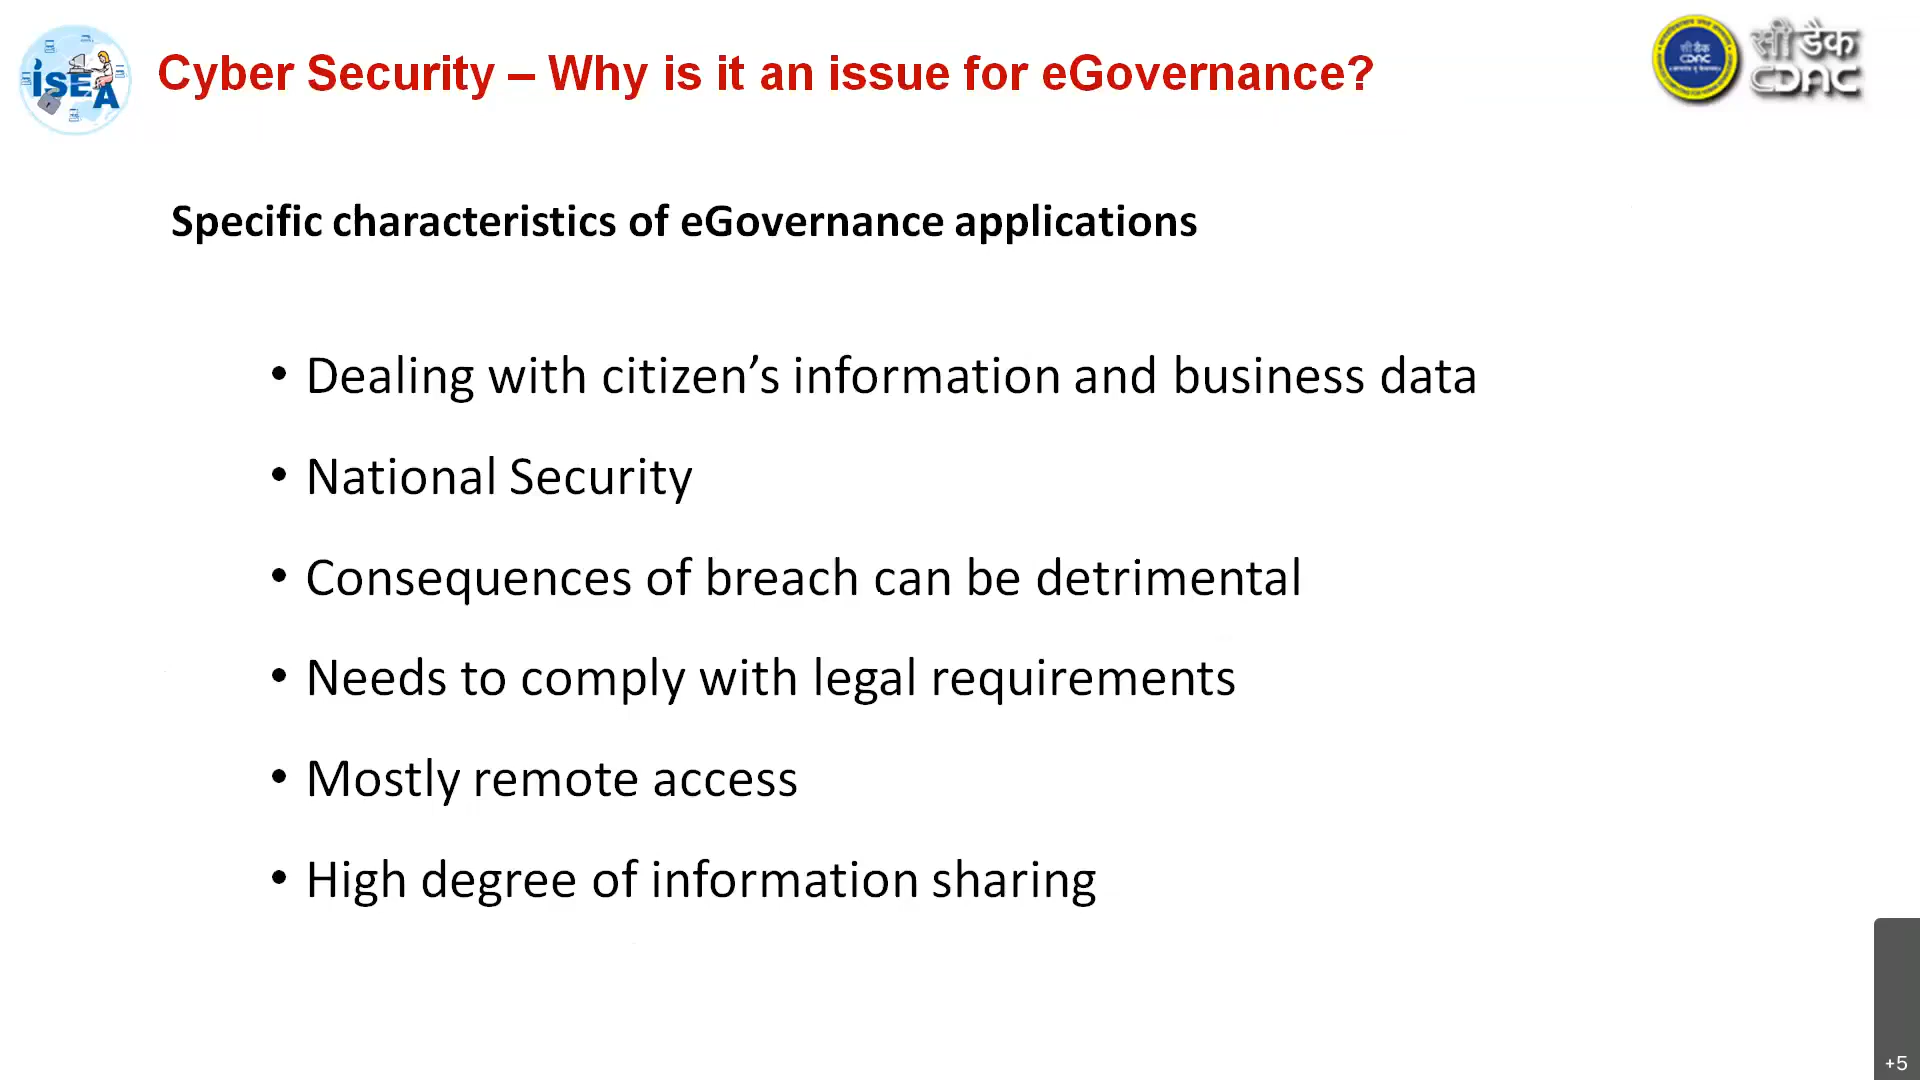 iSEA
Cyber Security – Why is it an issue for eGovernance?
सी डैक
CDAC
सी डैक
CDAC
Specific characteristics of eGovernance applications
• Dealing with citizen’s information and business data
• National Security
• Consequences of breach can be detrimental
• Needs to comply with legal requirements
• Mostly remote access
• High degree of information sharing
+5